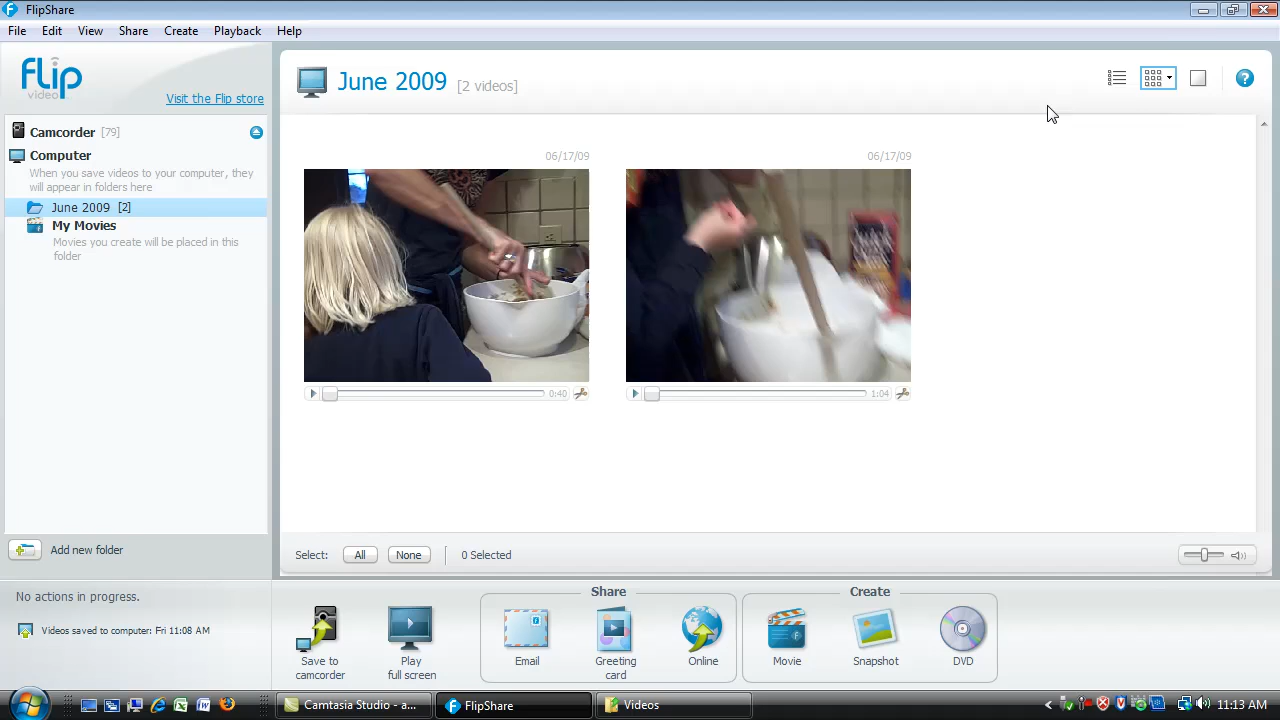 FlipShare
File Edit View Share Create Playback Help
flip
video
Visit the Flip store
June 2009 [2 videos]
?
Camcorder [79]
Computer
When you save videos to your computer, they
will appear in folders here
June 2009 [2]
My Movies
Movies you create will be placed in this
folder
06/17/09 06/17/09
0:40 1:04
Add new folder
Select: All None 0 Selected
No actions in progress.
Videos saved to computer: Fri 11:08 AM
Share
Create
Save to
camcorder
Play
full screen
Email
Greeting
card
Online
Movie
Snapshot
DVD
Camtasia Studio - a...
FlipShare
Videos
11:13 AM